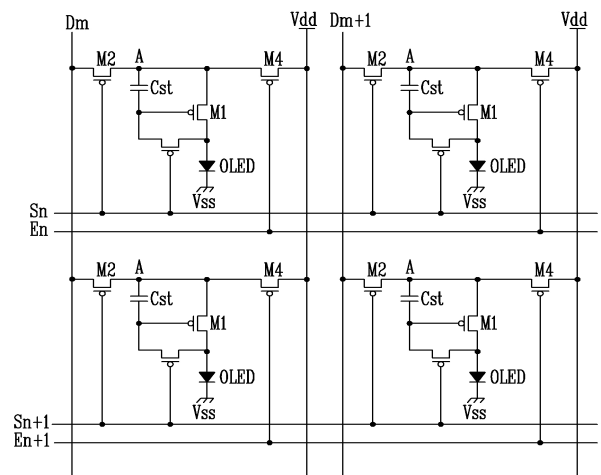 Dm Vdd Dm+1 Vdd
M2 A M4 M2 A M4
Cst Cst
M1 M1
OLED OLED
Vss Vss
Sn
En
M2 A M4 M2 A M4
Cst Cst
M1 M1
OLED OLED
Vss Vss
Sn+1
En+1